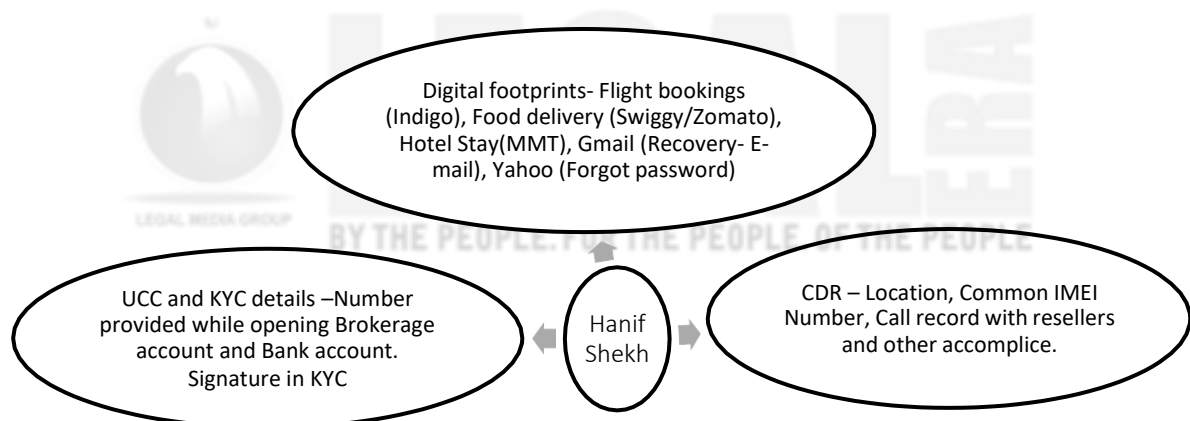 LEGAL
ERA
LEGAL MEDIA GROUP
BY THE PEOPLE. FOR THE PEOPLE. OF THE PEOPLE
Digital footprints- Flight bookings
(Indigo), Food delivery (Swiggy/Zomato),
Hotel Stay(MMT), Gmail (Recovery- E-
mail), Yahoo (Forgot password)
UCC and KYC details –Number
provided while opening Brokerage
account and Bank account.
Signature in KYC
Hanif
Shekh
CDR – Location, Common IMEI
Number, Call record with resellers
and other accomplice.